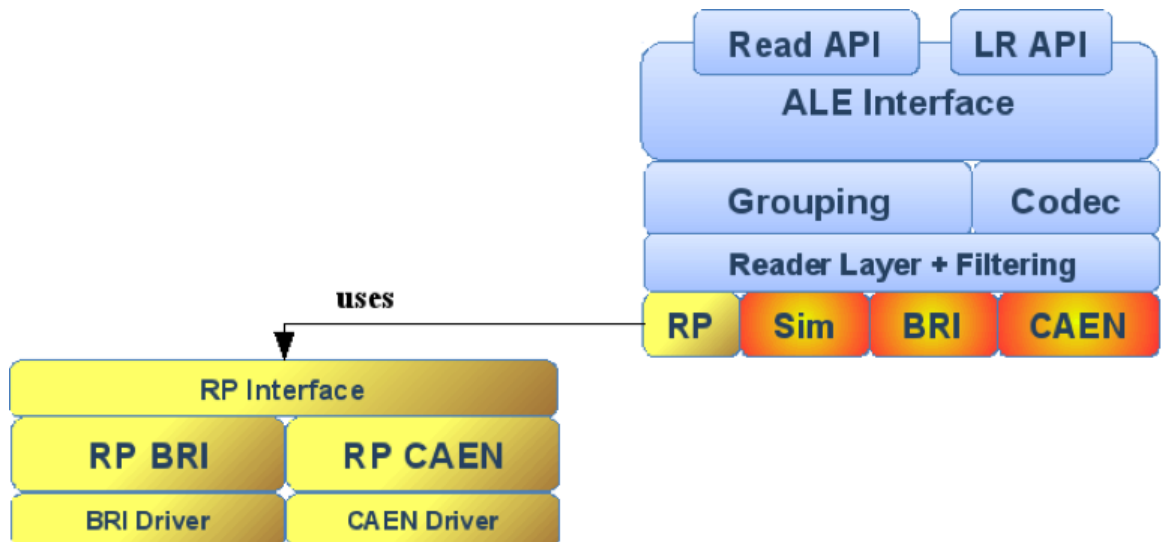 Read API LR API
ALE Interface
Grouping Codec
Reader Layer + Filtering
uses
RP Sim BRI CAEN
RP Interface
RP BRI RP CAEN
BRI Driver CAEN Driver